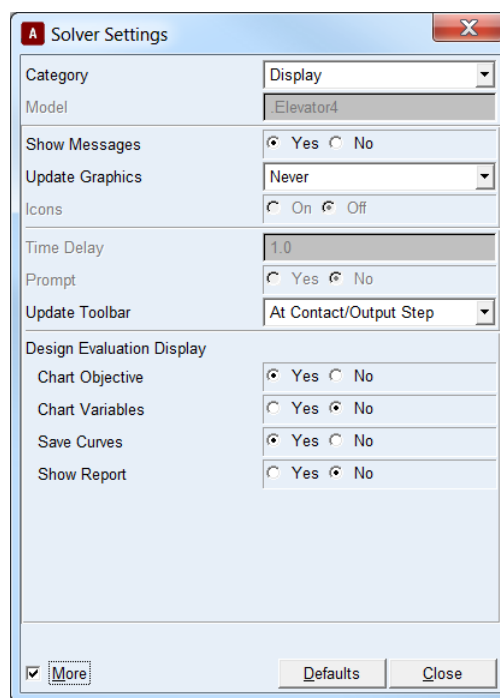 A Solver Settings X
Category Display
Model .Elevator4
Show Messages Yes No
Update Graphics Never
Icons On Off
Time Delay 1.0
Prompt Yes No
Update Toolbar At Contact/Output Step
Design Evaluation Display
Chart Objective Yes No
Chart Variables Yes No
Save Curves Yes No
Show Report Yes No
More Defaults Close